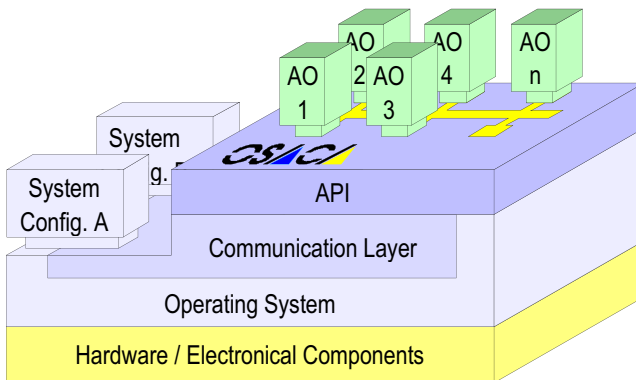 AO
2
AO
4
AO
n
AO
1
AO
3
System
System
Config. A
OSACA
API
Communication Layer
Operating System
Hardware / Electronical Components